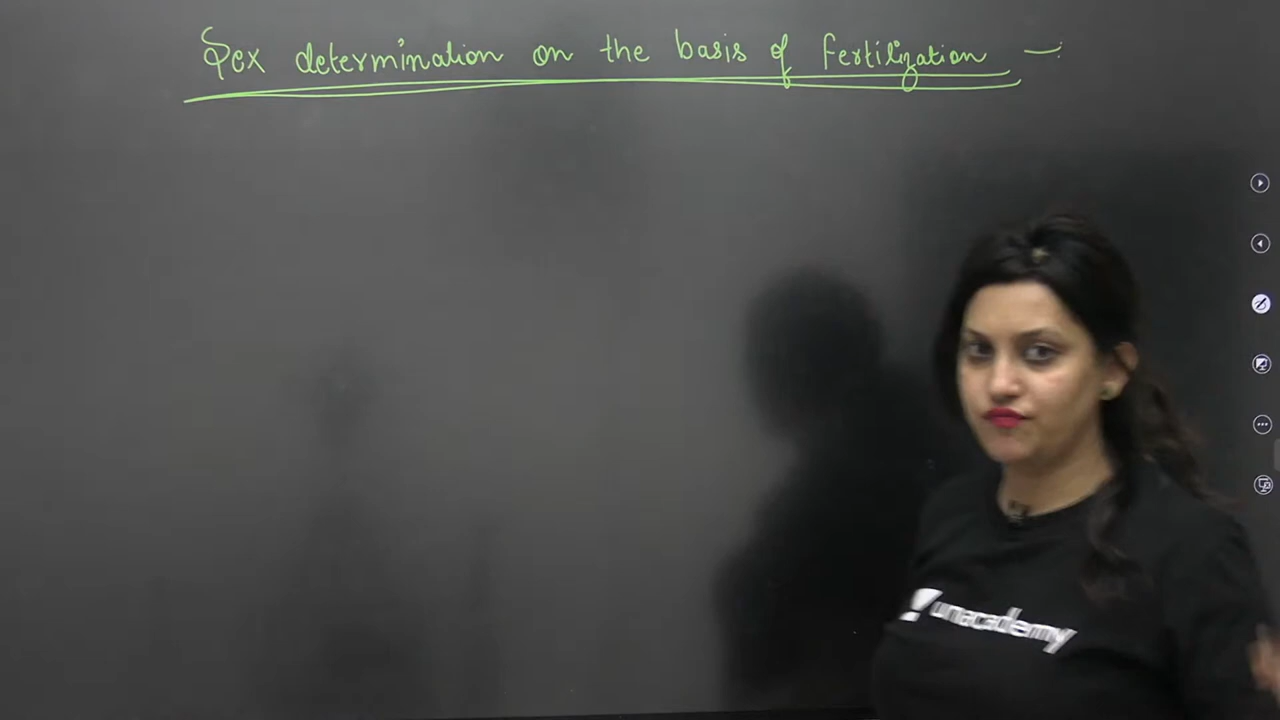 Sex determination on the basis of Fertilization -:
unacademy